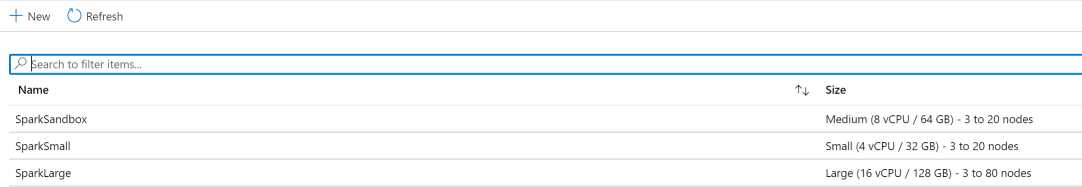 New Refresh
Search to filter items...
Name Size
SparkSandbox Medium (8 vCPU / 64 GB) - 3 to 20 nodes
SparkSmall Small (4 vCPU / 32 GB) - 3 to 20 nodes
SparkLarge Large (16 vCPU / 128 GB) - 3 to 80 nodes